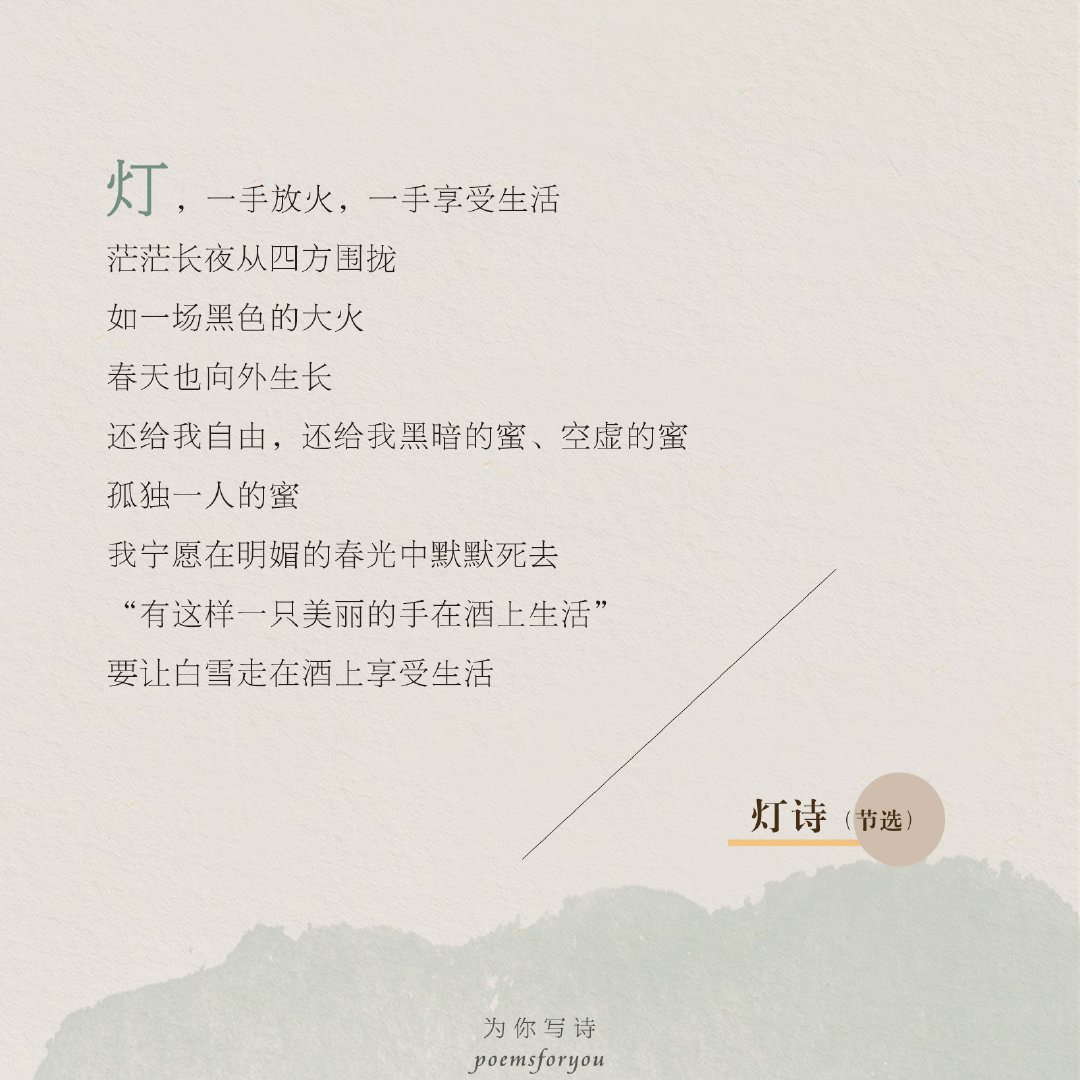 灯，一手放火，一手享受生活
茫茫长夜从四方围拢
如一场黑色的大火
春天也向外生长
还给我自由，还给我黑暗的蜜、空虚的蜜
孤独一人的蜜
我宁愿在明媚的春光中默默死去
“有这样一只美丽的手在酒上生活”
要让白雪走在酒上享受生活
灯诗（节选）
为你写诗
poemsforyou